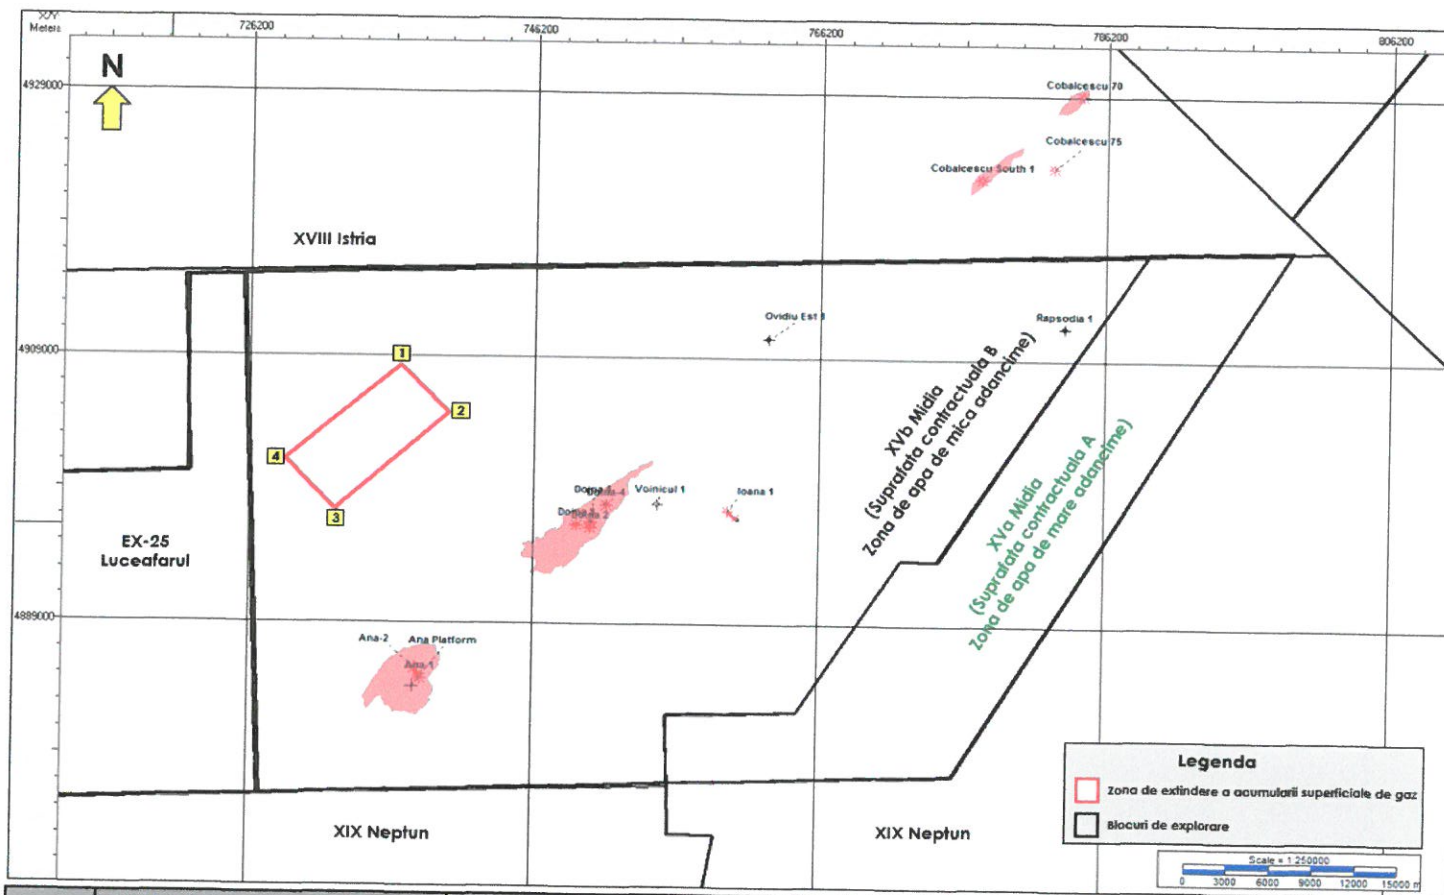 X/Y
Meters
726200
746200
766200
786200
806200
N
4929000
Cobalcescu 70
Cobalcescu 75
Cobalcescu South 1
XVIII Istria
Ovidiu Est 1
Rapsodia 1
4909000
1
2
4
3
XVb Midia
(Suprafata contractuala B
Zona de apa de mica adancime)
XVa Midia
(Suprafata contractuala A
Zona de apa de mare adancime)
Voinicul 1
Ioana 1
EX-25
Luceafarul
4889000
Ana-2
Ana Platform
Ana-1
XIX Neptun
XIX Neptun
Legenda
Zona de extindere a acumularii superficiale de gaz
Blocuri de explorare
Scale = 1:250000
0 3000 6000 9000 12000 15000 m